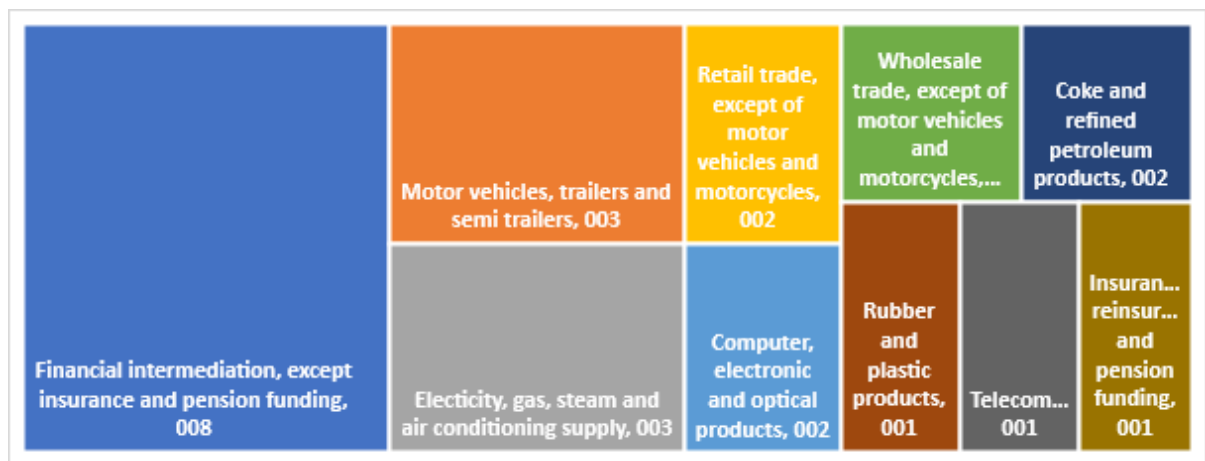 Financial intermediation, except
insurance and pension funding,
008
Motor vehicles, trailers and
semi trailers, 003
Electicity, gas, steam and
air conditioning supply, 003
Retail trade,
except of
motor
vehicles and
motorcycles,
002
Computer,
electronic
and optical
products, 002
Wholesale
trade, except of
motor vehicles
and
motorcycles,...
Coke and
refined
petroleum
products, 002
Rubber
and
plastic
products,
001
Telecom...
001
Insuran...
reinsur...
and
pension
funding,
001